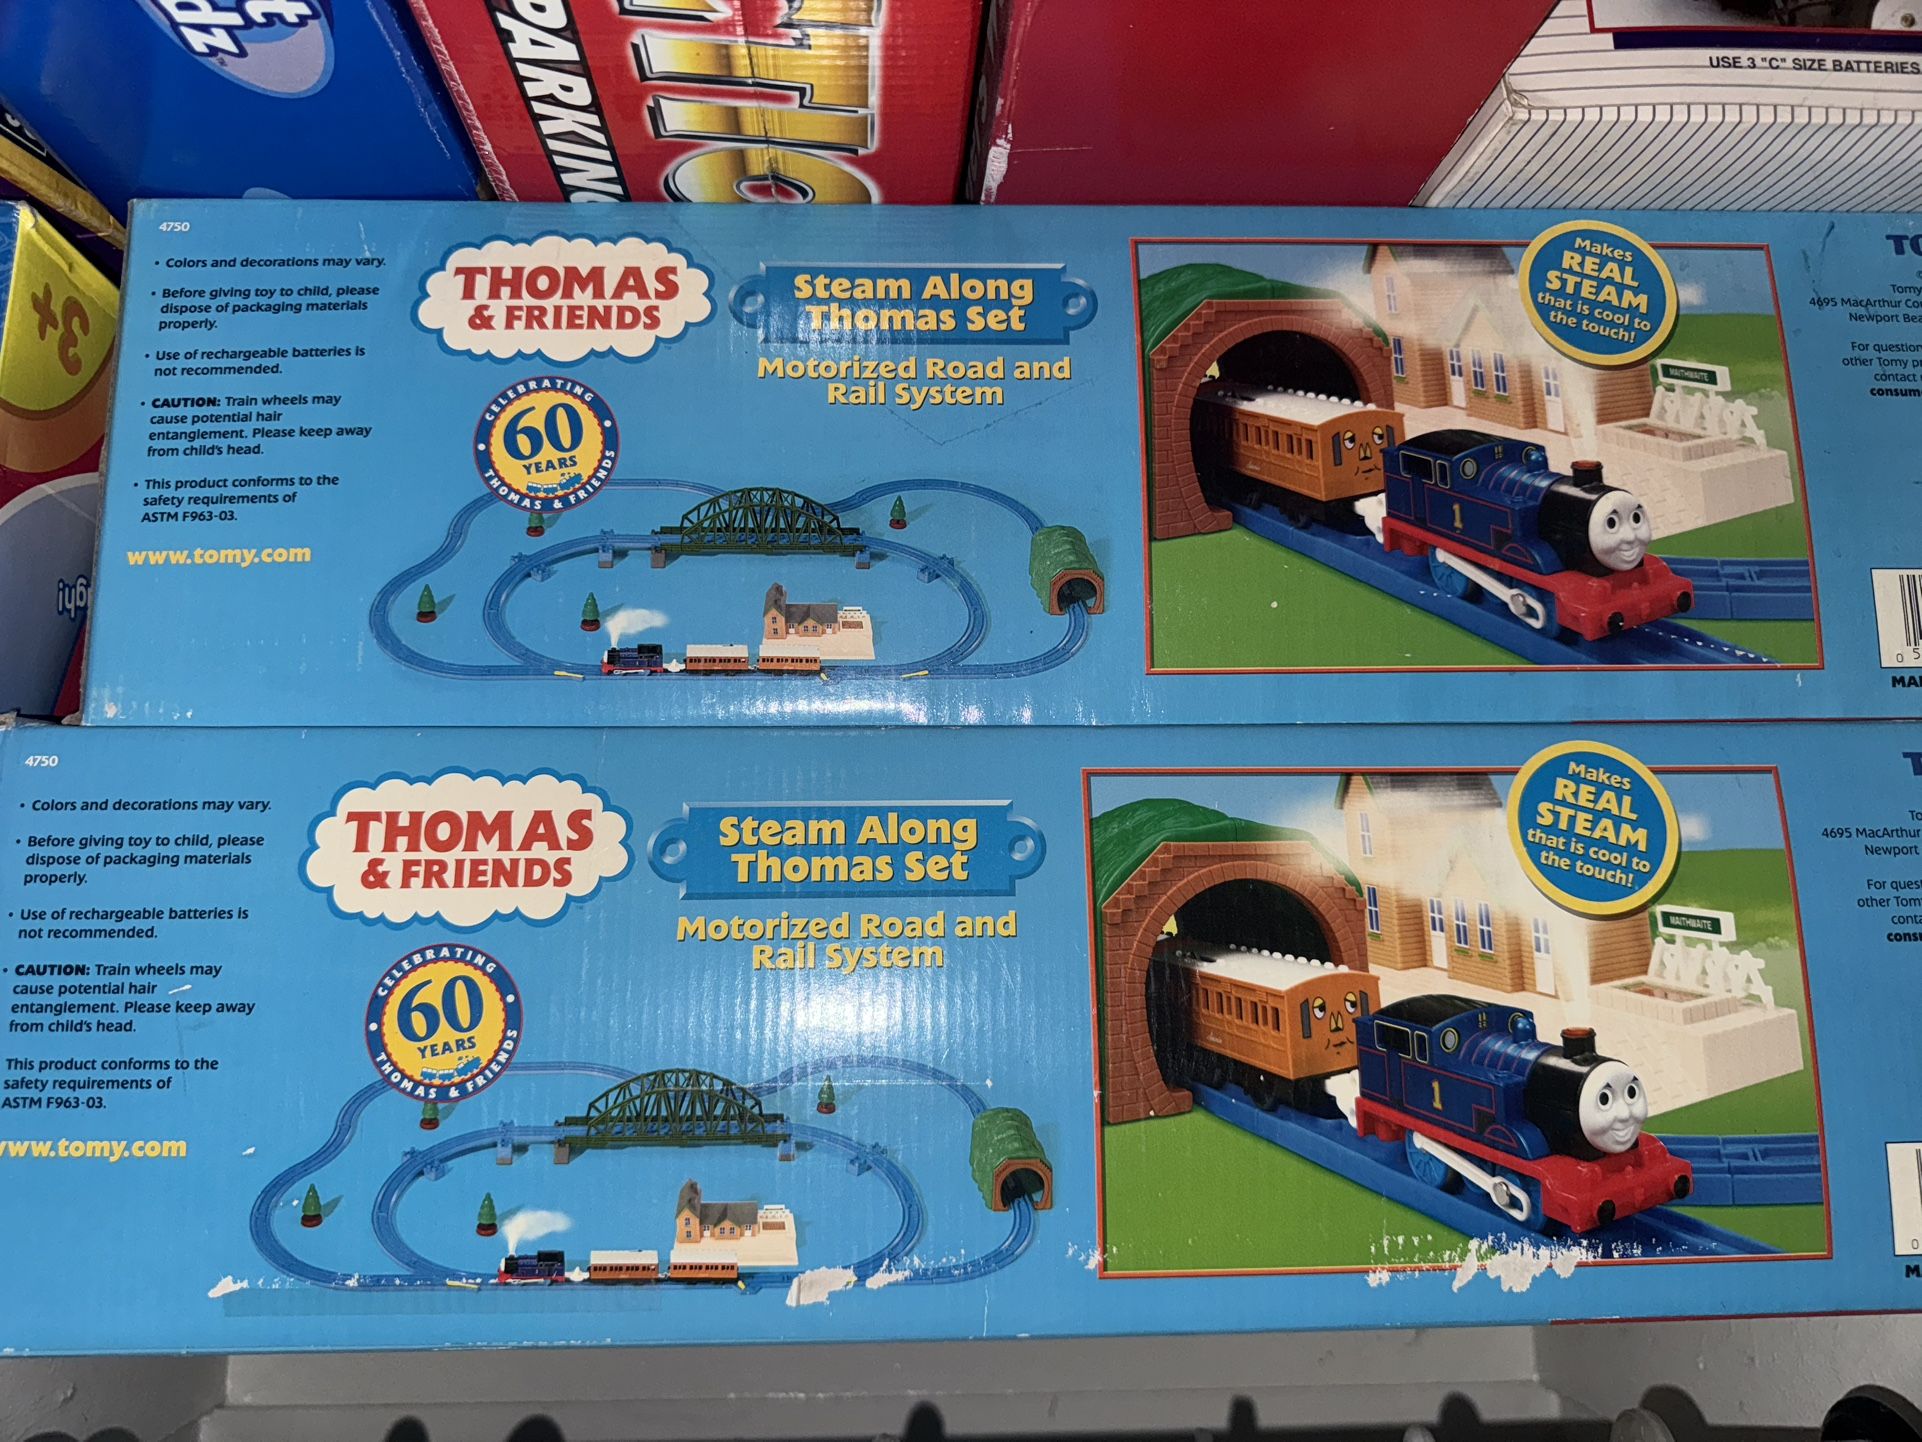 PARKING
USE 3 "C" SIZE BATTERIES
3+
4750
• Colors and decorations may vary.
• Before giving toy to child, please
dispose of packaging materials
properly.
• Use of rechargeable batteries is
not recommended.
• CAUTION: Train wheels may
cause potential hair
entanglement. Please keep away
from child's head.
• This product conforms to the
safety requirements of
ASTM F963-03.
www.tomy.com
THOMAS
& FRIENDS
CELEBRATING
60
YEARS
THOMAS & FRIENDS
Steam Along
Thomas Set
Motorized Road and
Rail System
Makes
REAL
STEAM
that is cool to
the touch!
MAITHWAITE
1
Tomy
4695 MacArthur
Newport
other Tomy
contact
4750
• Colors and decorations may vary.
• Before giving toy to child, please
dispose of packaging materials
properly.
• Use of rechargeable batteries is
not recommended.
• CAUTION: Train wheels may
cause potential hair
entanglement. Please keep away
from child's head.
This product conforms to the
safety requirements of
ASTM F963-03.
www.tomy.com
THOMAS
& FRIENDS
CELEBRATING
60
YEARS
THOMAS & FRIENDS
Steam Along
Thomas Set
Motorized Road and
Rail System
Makes
REAL
STEAM
that is cool to
the touch!
MAITHWAITE
1
4695 MacArthur
Newport